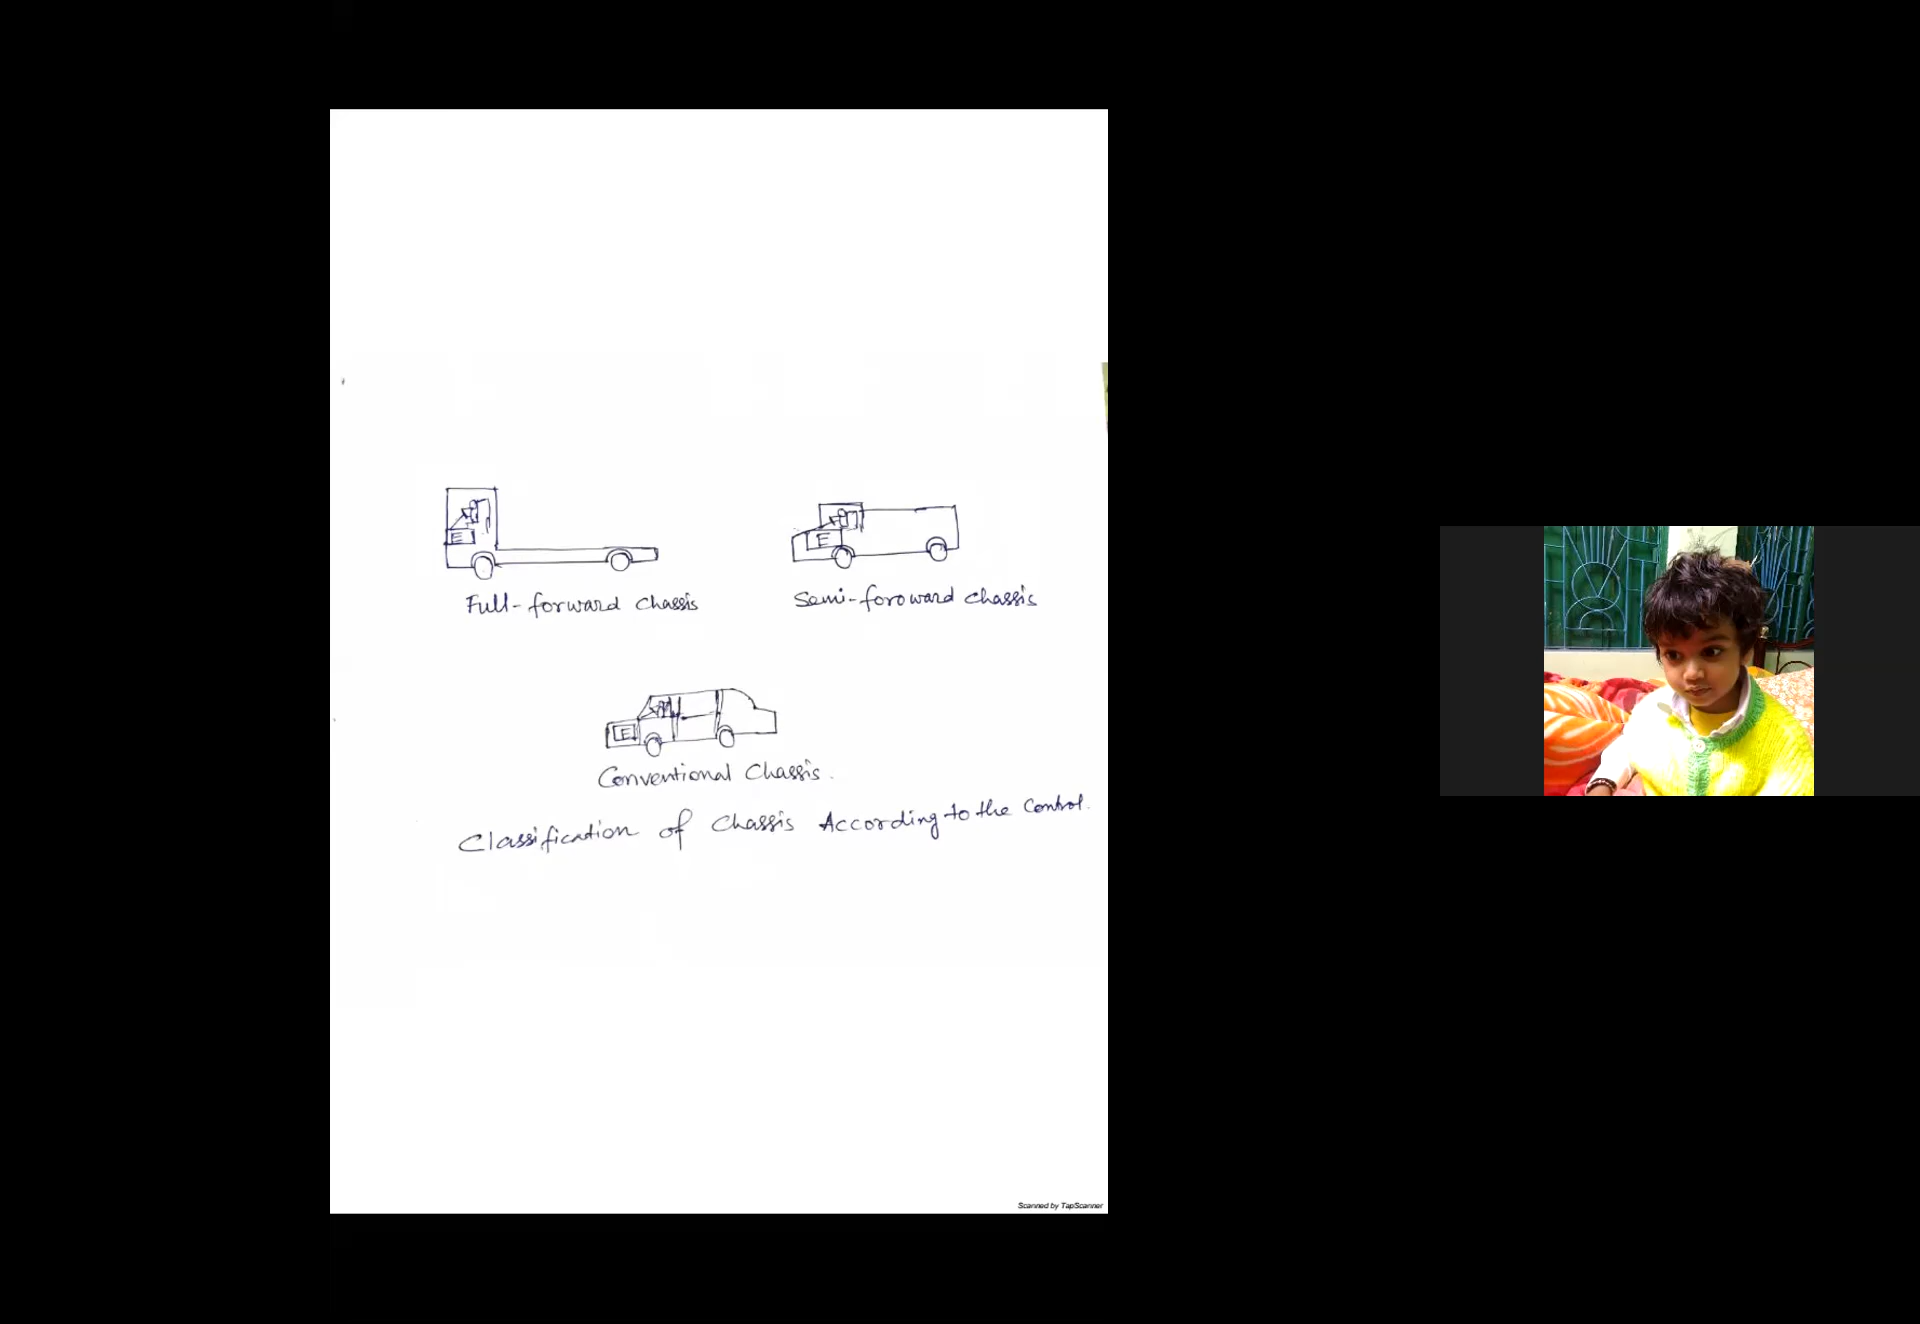 E
E
Full-forward chassis
Semi-foroward chassis
E
Conventional Chassis.
Classification of chassis According to the Control.
Scanned by TapScanner